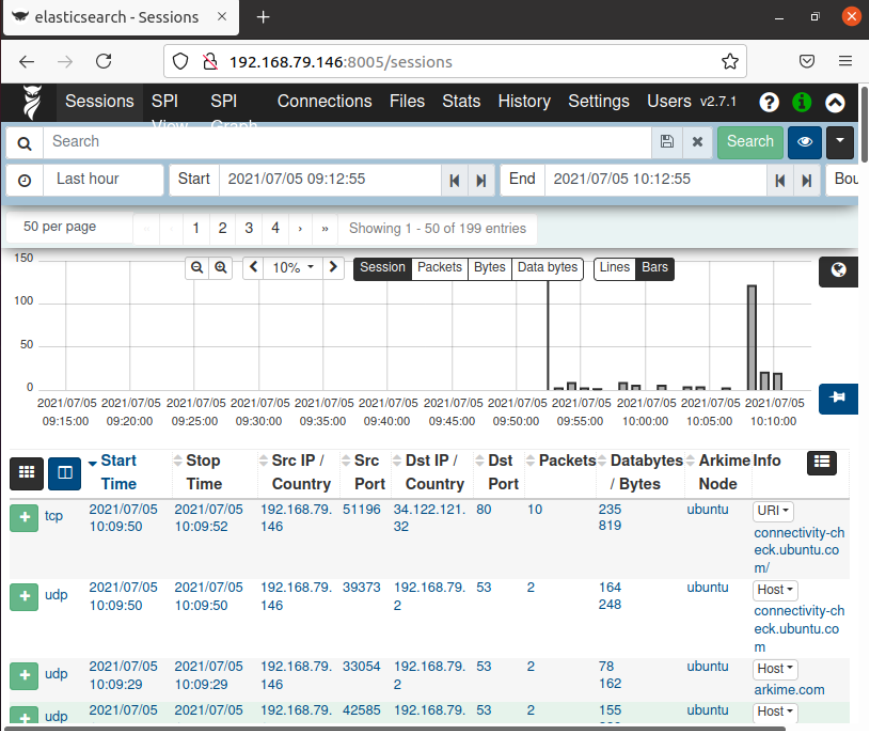 elasticsearch - Sessions
192.168.79.146:8005/sessions
Sessions SPI View SPI Graph Connections Files Stats History Settings Users v2.7.1
Search Search
Last hour Start 2021/07/05 09:12:55 End 2021/07/05 10:12:55 Bou
50 per page « ‹ 1 2 3 4 › » Showing 1 - 50 of 199 entries
10% Session Packets Bytes Data bytes Lines Bars
150
100
50
0
2021/07/05 2021/07/05 2021/07/05 2021/07/05 2021/07/05 2021/07/05 2021/07/05 2021/07/05 2021/07/05 2021/07/05 2021/07/05 2021/07/05
09:15:00 09:20:00 09:25:00 09:30:00 09:35:00 09:40:00 09:45:00 09:50:00 09:55:00 10:00:00 10:05:00 10:10:00
Start Stop Src IP / Src Dst IP / Dst Packets Databytes Arkime Info
Time Time Country Port Country Port / Bytes Node
tcp 2021/07/05 2021/07/05 192.168.79. 51196 34.122.121. 80 10 235 ubuntu URI
10:09:50 10:09:52 146 32 819 connectivity-ch
eck.ubuntu.co
m/
udp 2021/07/05 2021/07/05 192.168.79. 39373 192.168.79. 53 2 164 ubuntu Host
10:09:50 10:09:50 146 2 248 connectivity-ch
eck.ubuntu.co
m
udp 2021/07/05 2021/07/05 192.168.79. 33054 192.168.79. 53 2 78 ubuntu Host
10:09:29 10:09:29 146 2 162 arkime.com
udp 2021/07/05 2021/07/05 192.168.79. 42585 192.168.79. 53 2 155 ubuntu Host